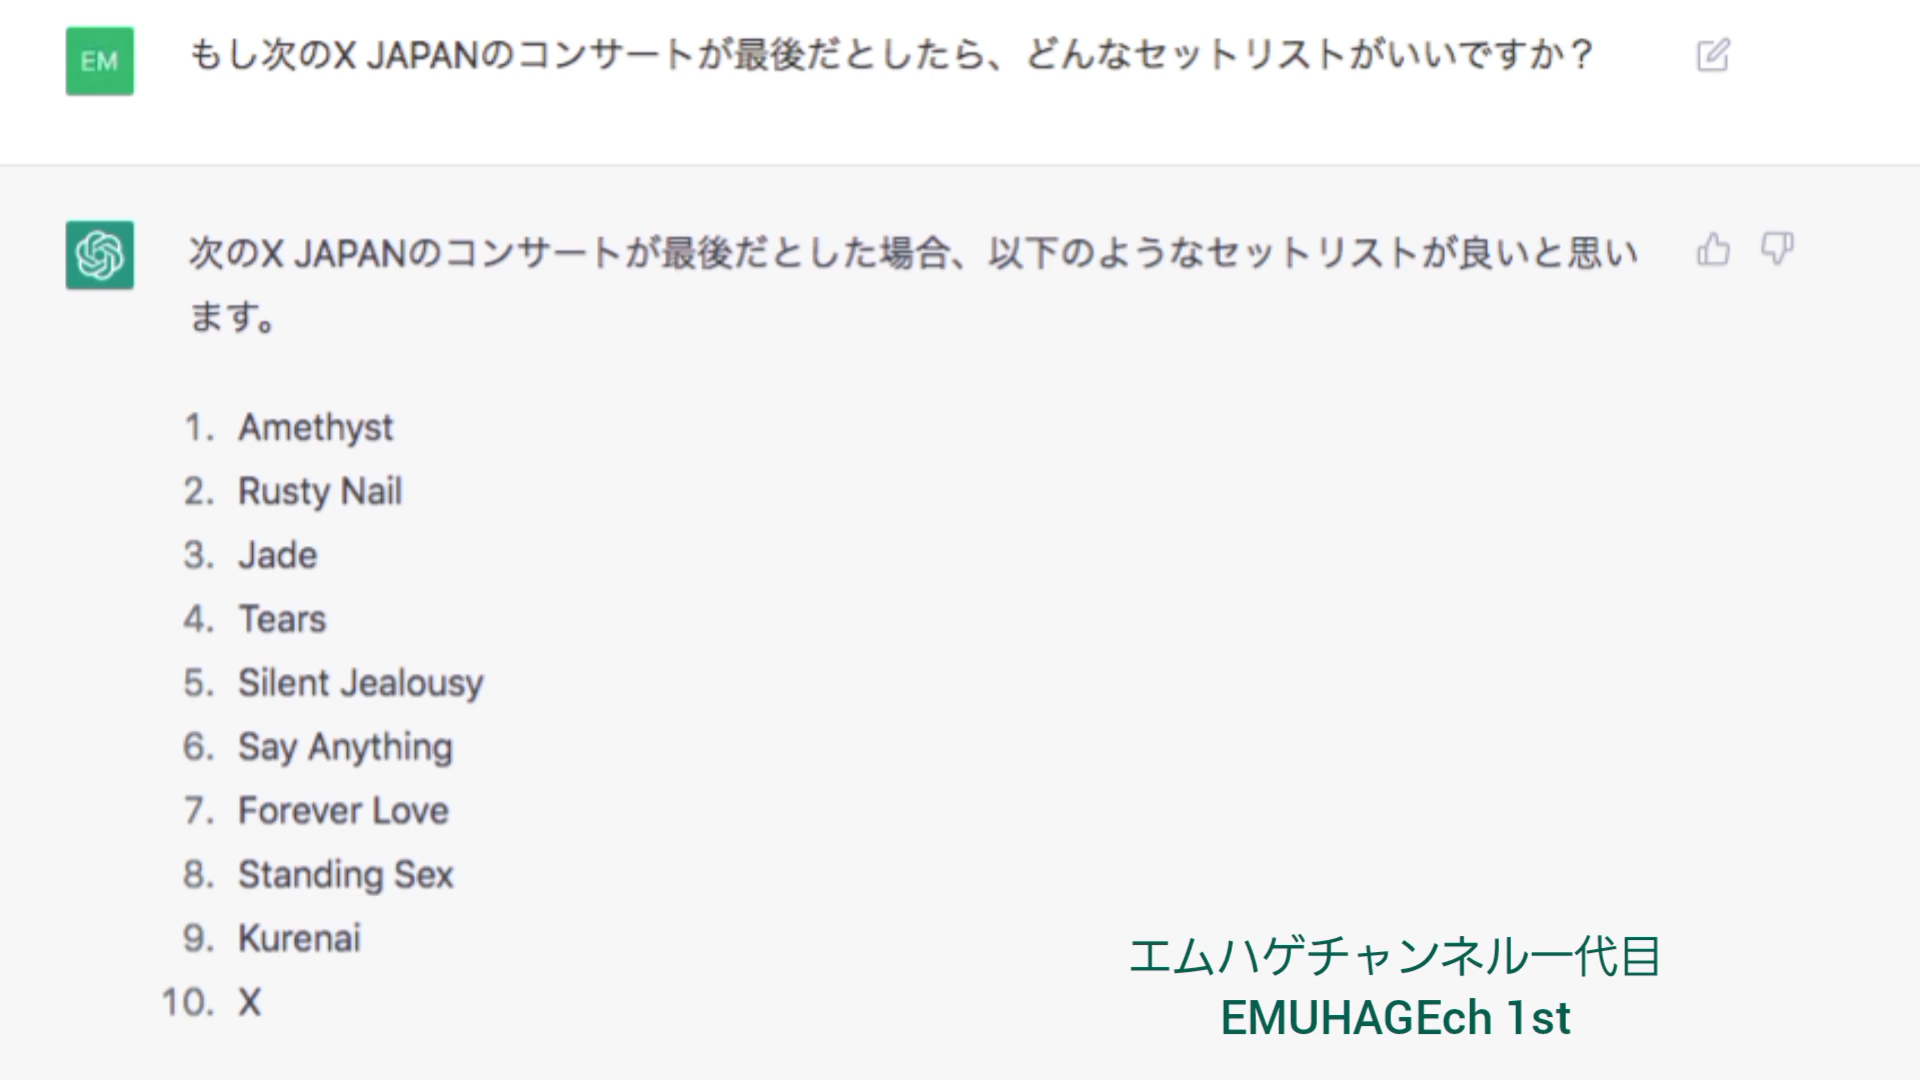 EM
もし次のX JAPANのコンサートが最後だとしたら、どんなセットリストがいいですか？
次のX JAPANのコンサートが最後だとした場合、以下のようなセットリストが良いと思い
ます。
1. Amethyst
2. Rusty Nail
3. Jade
4. Tears
5. Silent Jealousy
6. Say Anything
7. Forever Love
8. Standing Sex
9. Kurenai
10. X
エムハゲチャンネル一代目
EMUHAGEch 1st